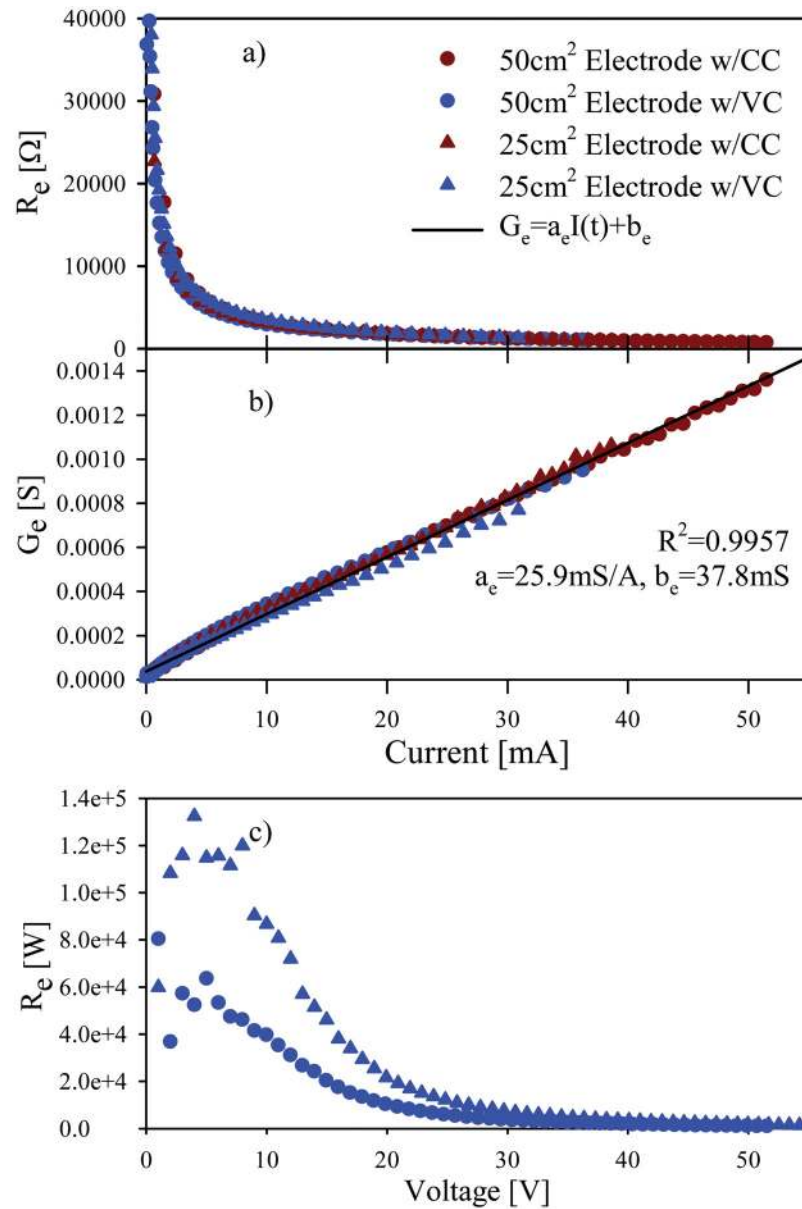 40000
a)
50cm² Electrode w/CC
50cm² Electrode w/VC
30000
25cm² Electrode w/CC
Rₑ [Ω]
25cm² Electrode w/VC
20000
Gₑ=aₑI(t)+bₑ
10000
0
0.0014
b)
0.0012
0.0010
Gₑ [S]
0.0008
0.0006
R²=0.9957
0.0004
aₑ=25.9mS/A, bₑ=37.8mS
0.0002
0.0000
0 10 20 30 40 50
Current [mA]
1.4e+5
c)
1.2e+5
1.0e+5
Rₑ [W]
8.0e+4
6.0e+4
4.0e+4
2.0e+4
0.0
0 10 20 30 40 50
Voltage [V]